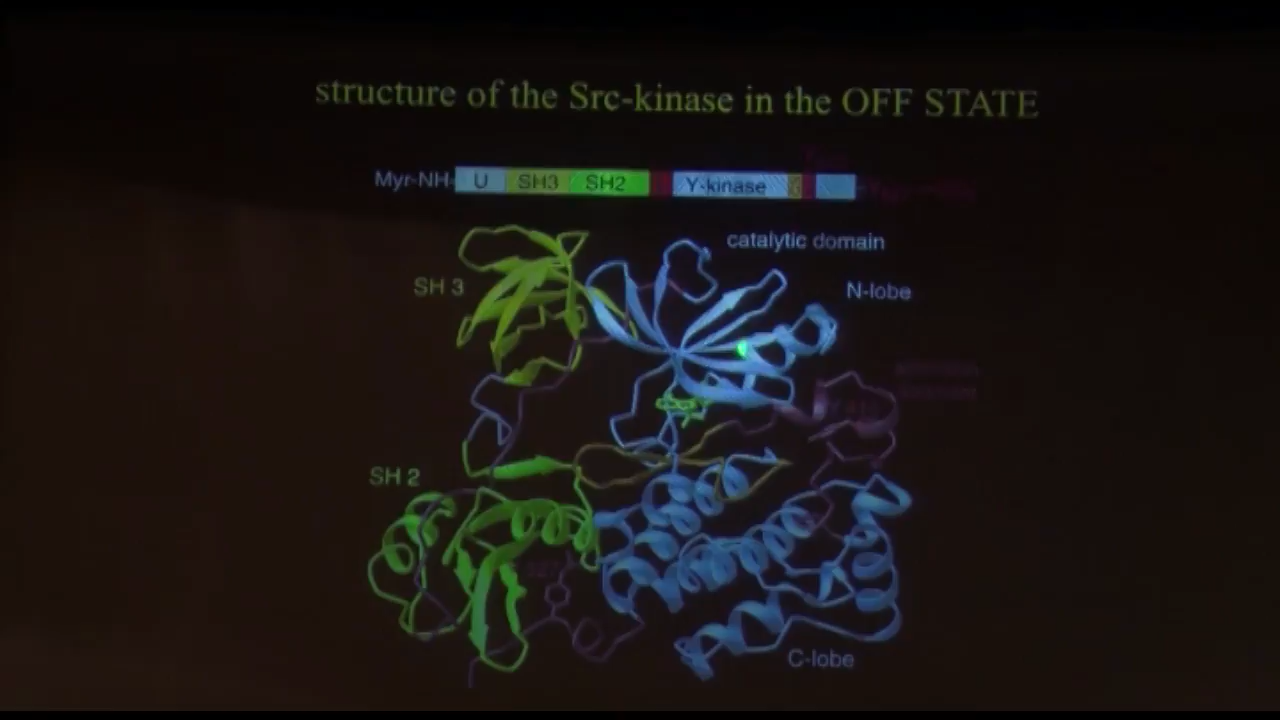 structure of the Src-kinase in the OFF STATE
Myr-NH- U SH3 SH2 Y-kinase
catalytic domain
SH 3
N-lobe
SH 2
C-lobe